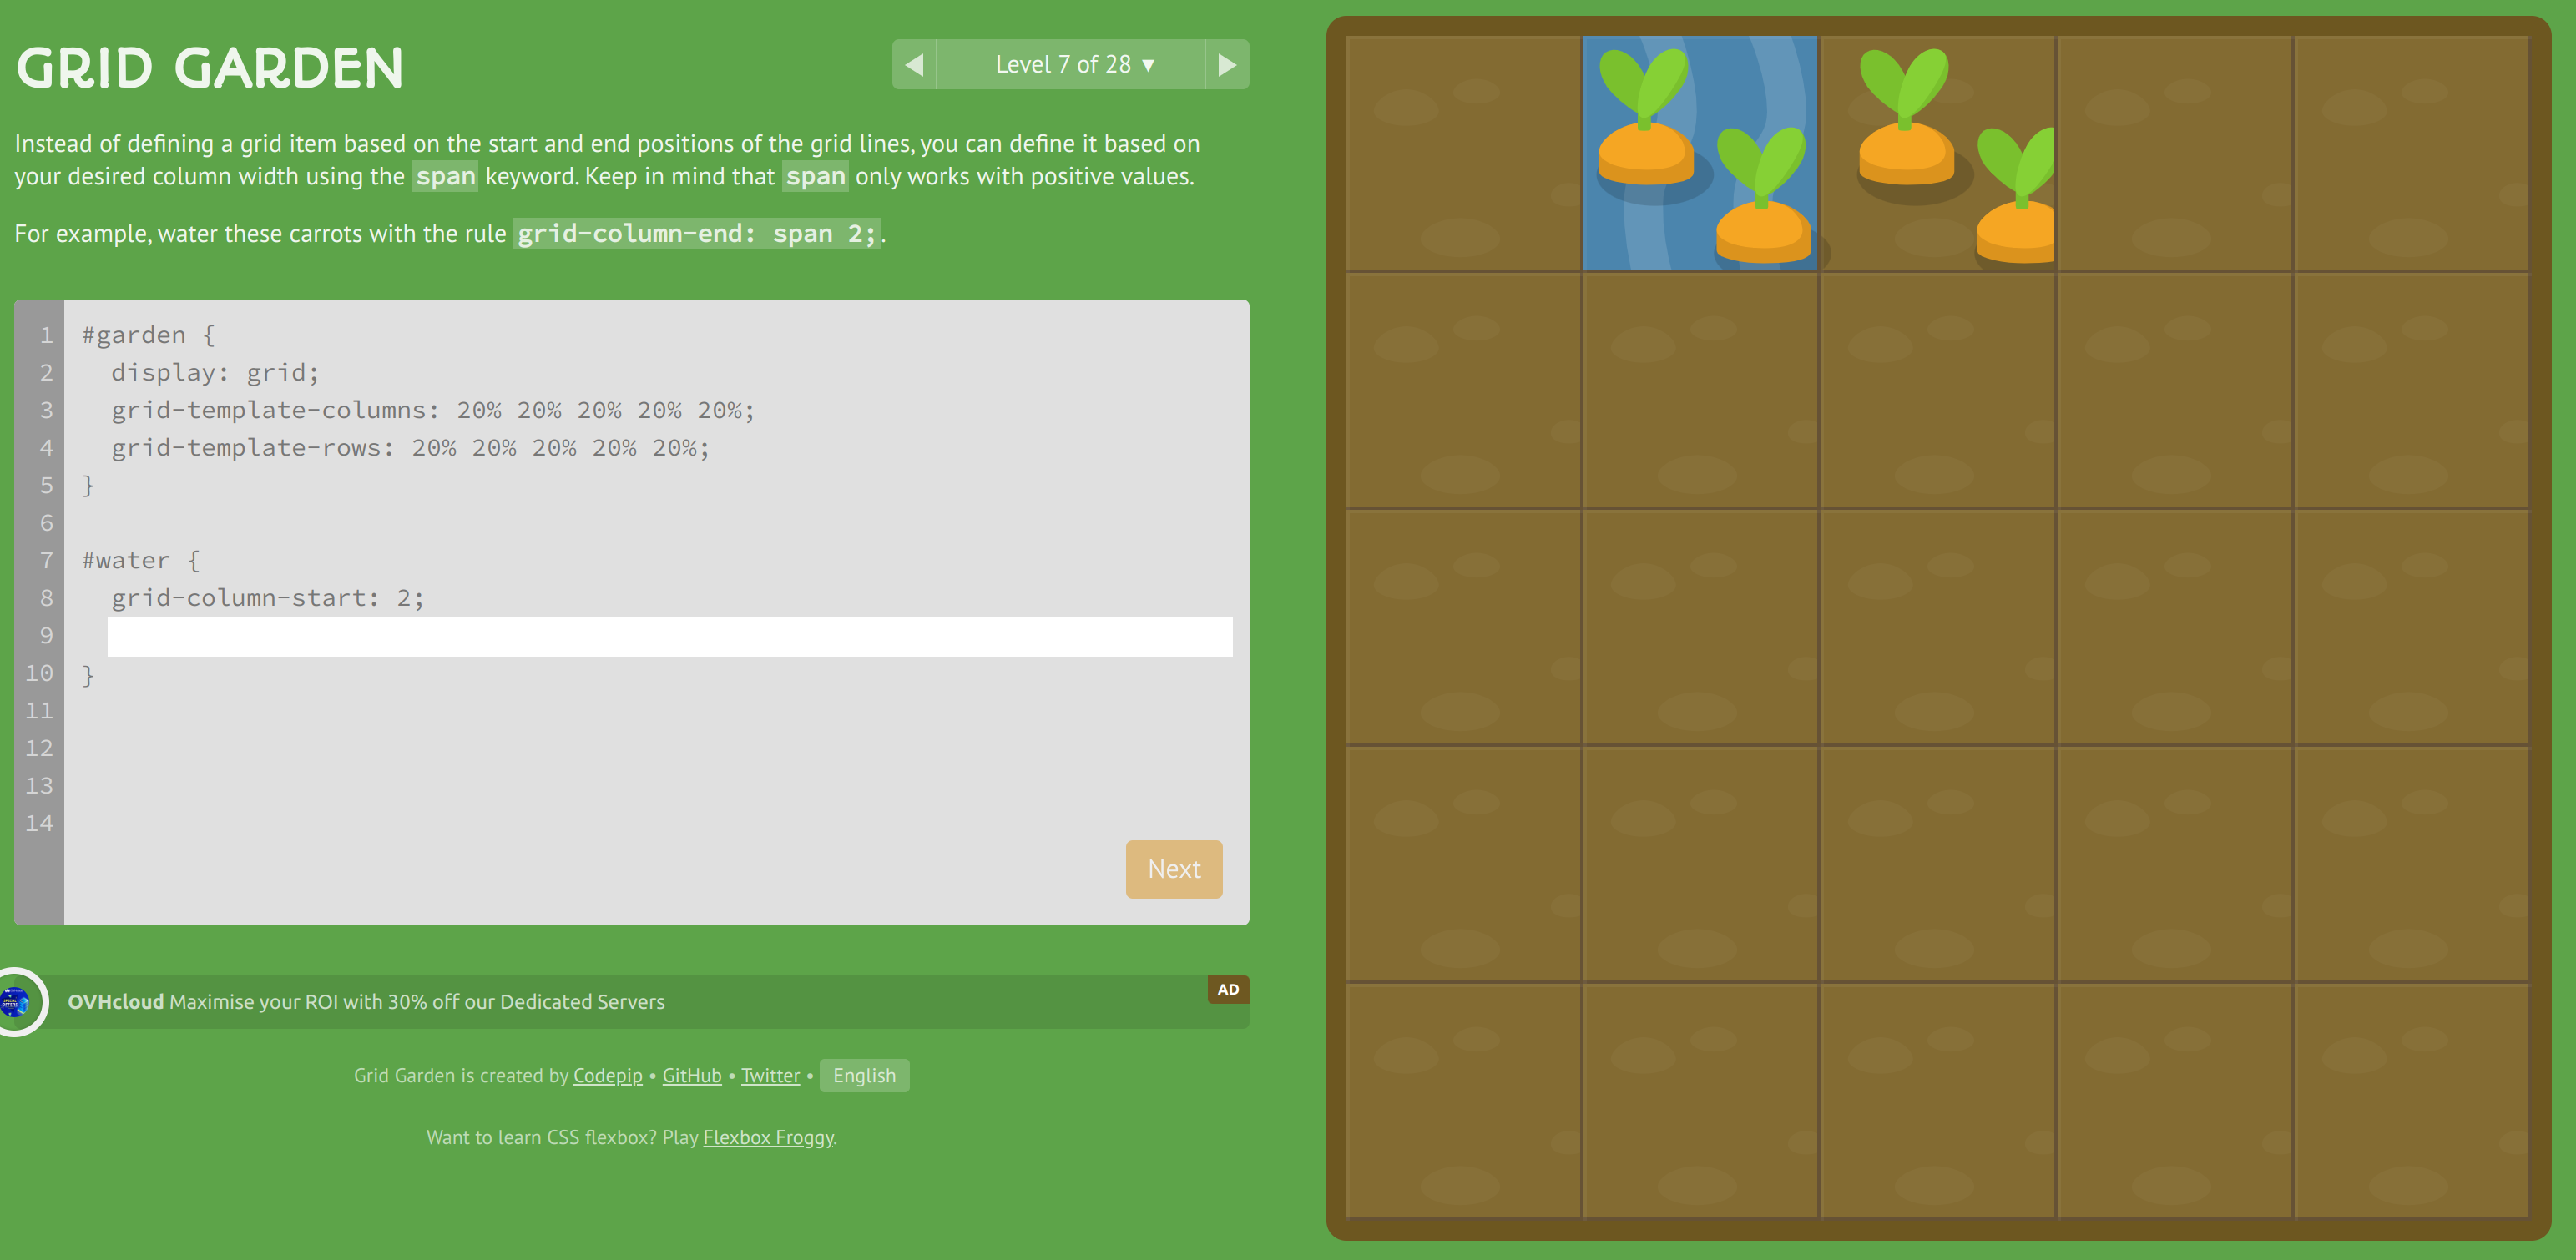 GRID GARDEN
◀ Level 7 of 28 ▼ ▶
Instead of defining a grid item based on the start and end positions of the grid lines, you can define it based on
your desired column width using the span keyword. Keep in mind that span only works with positive values.
For example, water these carrots with the rule grid-column-end: span 2;.
1 #garden {
2 display: grid;
3 grid-template-columns: 20% 20% 20% 20% 20%;
4 grid-template-rows: 20% 20% 20% 20% 20%;
5 }
6
7 #water {
8 grid-column-start: 2;
9
10 }
11
12
13
14
Next
AD
OVHcloud Maximise your ROI with 30% off our Dedicated Servers
Grid Garden is created by Codepip • GitHub • Twitter • English
Want to learn CSS flexbox? Play Flexbox Froggy.